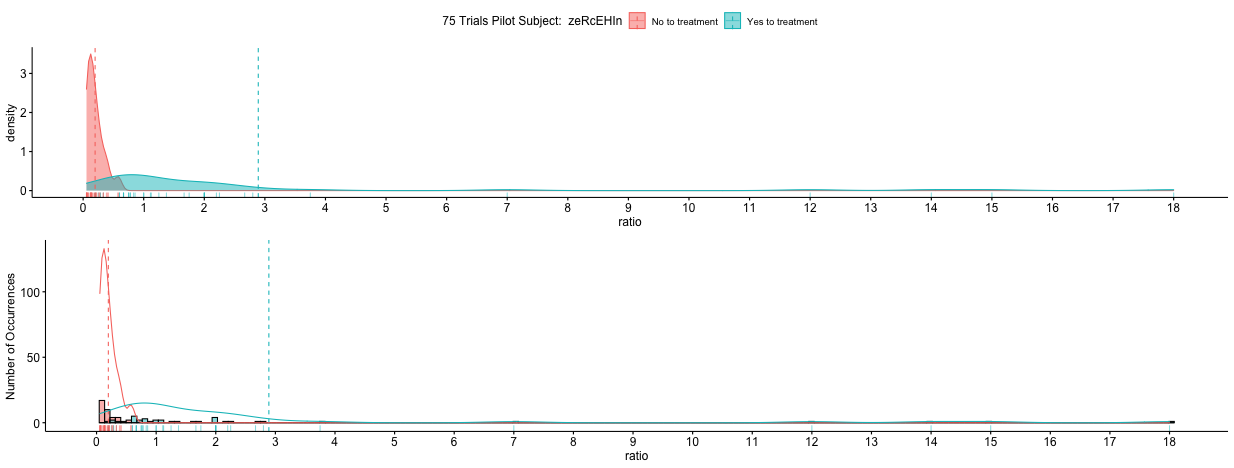 75 Trials Pilot Subject: zeRcEHIn No to treatment Yes to treatment
density
3
2
1
0
0 1 2 3 4 5 6 7 8 9 10 11 12 13 14 15 16 17 18
ratio
Number of Occurrences
100
50
0
0 1 2 3 4 5 6 7 8 9 10 11 12 13 14 15 16 17 18
ratio